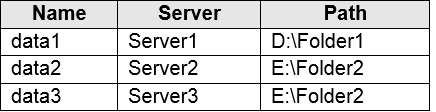 Name Server Path
data1 Server1 D:\Folder1
data2 Server2 E:\Folder2
data3 Server3 E:\Folder2